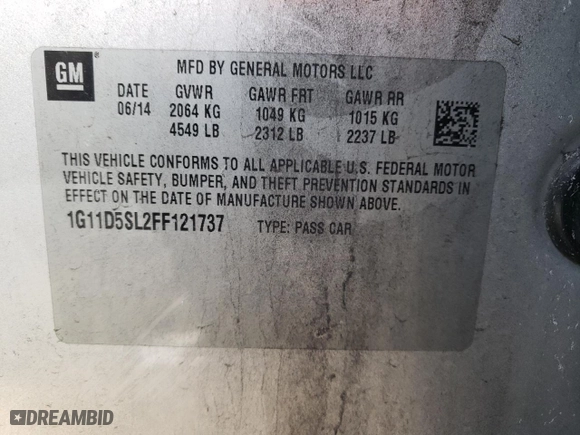 GM
MFD BY GENERAL MOTORS LLC
DATE GVWR GAWR FRT GAWR RR
06/14 2064 KG 1049 KG 1015 KG
4549 LB 2312 LB 2237 LB
THIS VEHICLE CONFORMS TO ALL APPLICABLE U.S. FEDERAL MOTOR
VEHICLE SAFETY, BUMPER, AND THEFT PREVENTION STANDARDS IN
EFFECT ON THE DATE OF MANUFACTURE SHOWN ABOVE.
1G11D5SL2FF121737 TYPE: PASS CAR
DREAMBID